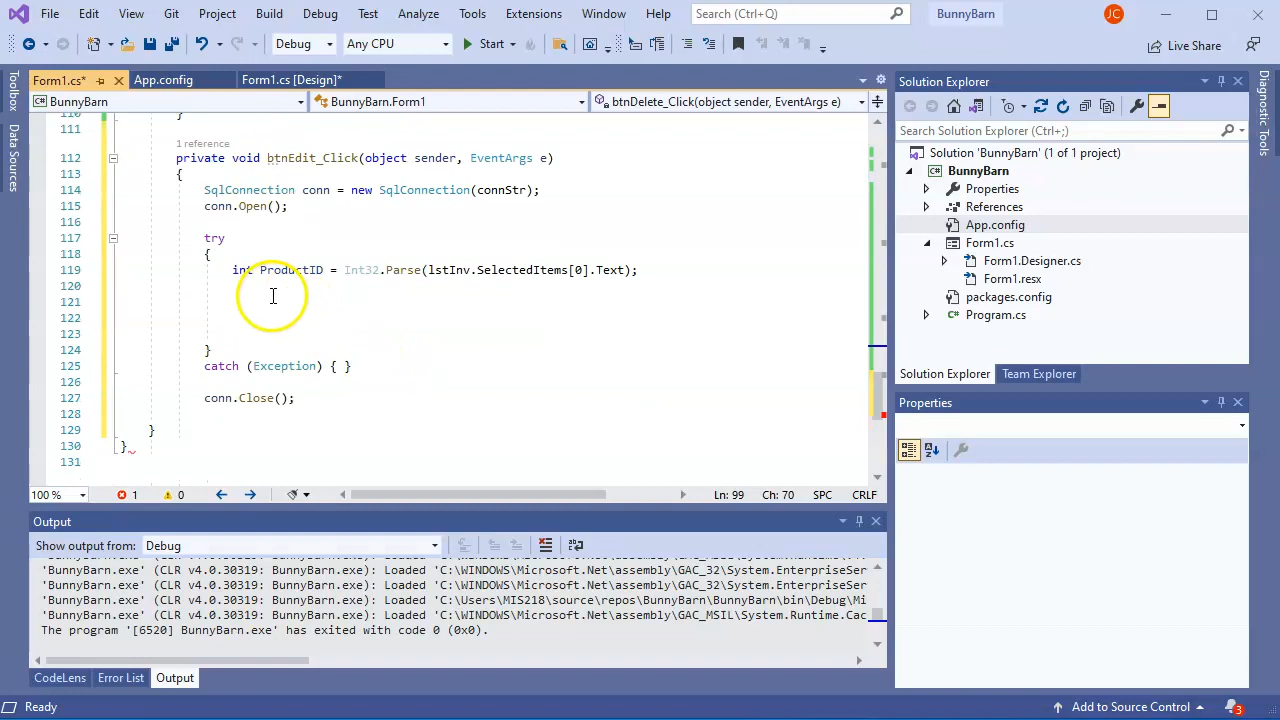 File Edit View Git Project Build Debug Test Analyze Tools Extensions Window Help Search (Ctrl+Q) BunnyBarn JC
Debug Any CPU Start Live Share
Toolbox
Data Sources
Form1.cs* App.config Form1.cs [Design]*
BunnyBarn BunnyBarn.Form1 btnDelete_Click(object sender, EventArgs e)
110 }
111
1 reference
112 private void btnEdit_Click(object sender, EventArgs e)
113 {
114 SqlConnection conn = new SqlConnection(connStr);
115 conn.Open();
116
117 try
118 {
119 int ProductID = Int32.Parse(lstInv.SelectedItems[0].Text);
120
121
122
123
124 }
125 catch (Exception) { }
126
127 conn.Close();
128
129 }
130 }
131
100 % 1 0 Ln: 99 Ch: 70 SPC CRLF
Output
Show output from: Debug
'BunnyBarn.exe' (CLR v4.0.30319: BunnyBarn.exe): Loaded 'C:\WINDOWS\Microsoft.Net\assembly\GAC_32\System.EnterpriseSer
'BunnyBarn.exe' (CLR v4.0.30319: BunnyBarn.exe): Loaded 'C:\WINDOWS\Microsoft.Net\assembly\GAC_32\System.EnterpriseSer
'BunnyBarn.exe' (CLR v4.0.30319: BunnyBarn.exe): Loaded 'C:\Users\MIS218\source\repos\BunnyBarn\BunnyBarn\bin\Debug\Mi
'BunnyBarn.exe' (CLR v4.0.30319: BunnyBarn.exe): Loaded 'C:\WINDOWS\Microsoft.Net\assembly\GAC_MSIL\System.Runtime.Cac
The program '[6520] BunnyBarn.exe' has exited with code 0 (0x0).
CodeLens Error List Output
Solution Explorer
Search Solution Explorer (Ctrl+;)
Solution 'BunnyBarn' (1 of 1 project)
BunnyBarn
Properties
References
App.config
Form1.cs
Form1.Designer.cs
Form1.resx
packages.config
Program.cs
Solution Explorer Team Explorer
Properties
Diagnostic Tools
Ready Add to Source Control 3